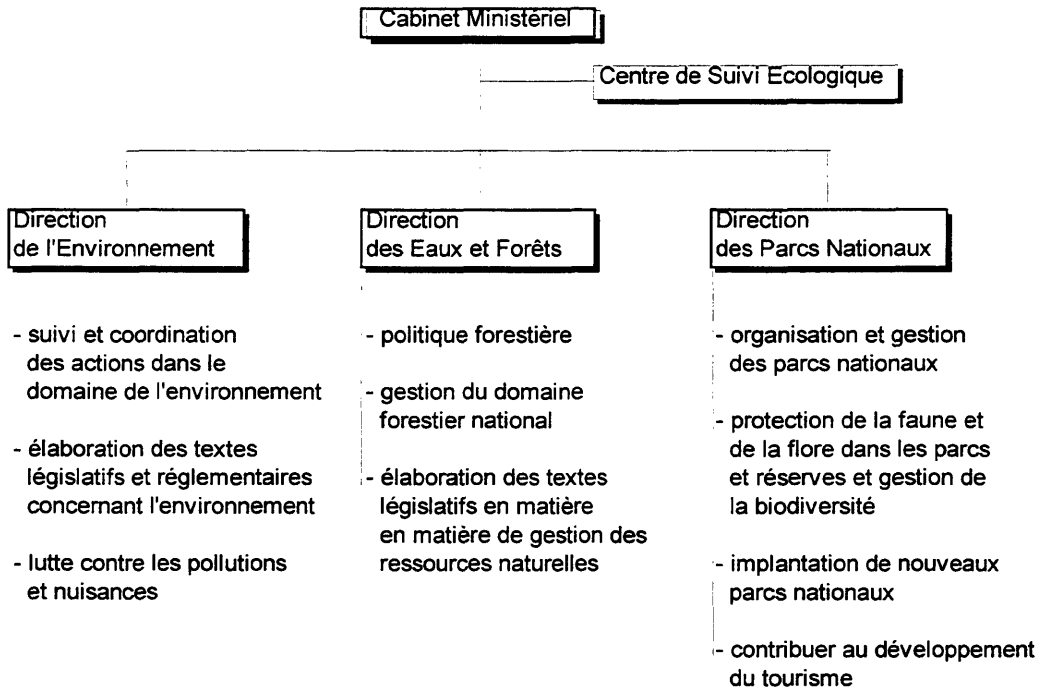 Cabinet Ministériel
Centre de Suivi Ecologique
Direction
de l'Environnement
- suivi et coordination
des actions dans le
domaine de l'environnement
- élaboration des textes
législatifs et réglementaires
concernant l'environnement
- lutte contre les pollutions
et nuisances
Direction
des Eaux et Forêts
- politique forestière
- gestion du domaine
forestier national
- élaboration des textes
législatifs en matière
en matière de gestion des
ressources naturelles
Direction
des Parcs Nationaux
- organisation et gestion
des parcs nationaux
- protection de la faune et
de la flore dans les parcs
et réserves et gestion de
la biodiversité
- implantation de nouveaux
parcs nationaux
- contribuer au développement
du tourisme